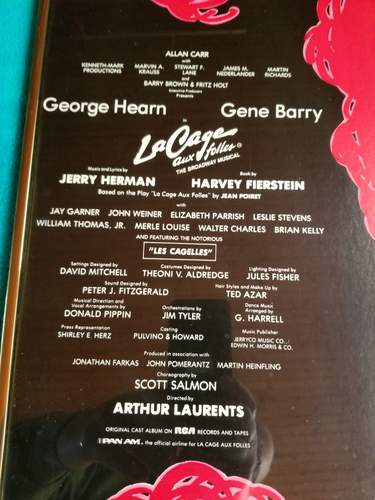 ALLAN CARR
with
KENNETH-MARK PRODUCTIONS
MARVIN A. KRAUSS
STEWART F. LANE
JAMES M. NEDERLANDER
MARTIN RICHARDS
and
BARRY BROWN & FRITZ HOLT
Executive Producers
Presents
George Hearn Gene Barry
in
La Cage
aux folles
THE BROADWAY MUSICAL
Music and Lyrics by
JERRY HERMAN
Book by
HARVEY FIERSTEIN
Based on the Play "La Cage Aux Folles" by JEAN POIRET
with
JAY GARNER JOHN WEINER ELIZABETH PARRISH LESLIE STEVENS
WILLIAM THOMAS, JR. MERLE LOUISE WALTER CHARLES BRIAN KELLY
AND FEATURING THE NOTORIOUS
"LES CAGELLES"
Settings Designed by
DAVID MITCHELL
Costumes Designed by
THEONI V. ALDREDGE
Lighting Designed by
JULES FISHER
Sound Designed by
PETER J. FITZGERALD
Hair Styles and Make Up by
TED AZAR
Musical Direction and
Vocal Arrangements by
DONALD PIPPIN
Orchestrations by
JIM TYLER
Dance Music
Arranged by
G. HARRELL
Press Representation
SHIRLEY E. HERZ
Casting
PULVINO & HOWARD
Music Publisher
JERRYCO MUSIC CO./
EDWIN H. MORRIS & CO.
Produced in association with
JONATHAN FARKAS JOHN POMERANTZ MARTIN HEINFLING
Choreography by
SCOTT SALMON
Directed by
ARTHUR LAURENTS
ORIGINAL CAST ALBUM ON RCA RECORDS AND TAPES
PAN AM, the official airline for LA CAGE AUX FOLLES